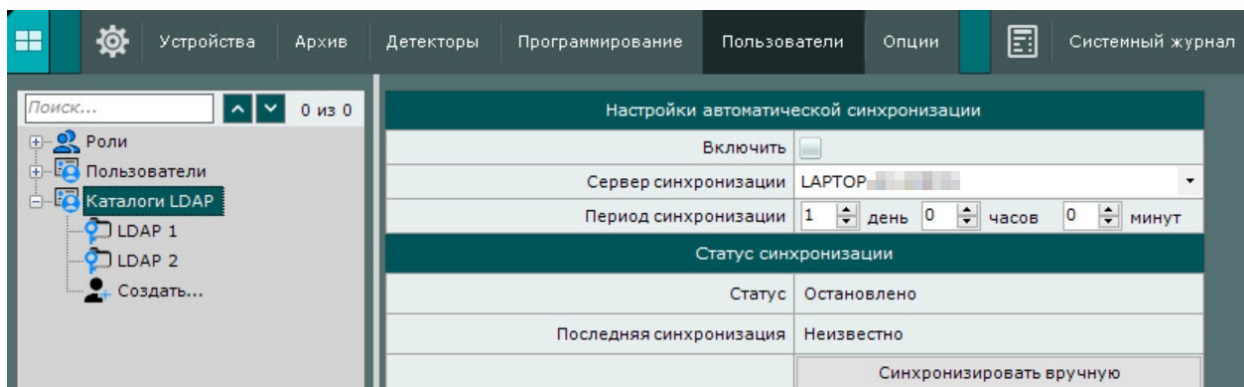 Устройства Архив Детекторы Программирование Пользователи Опции Системный журнал
Поиск... 0 из 0
Роли
Пользователи
Каталоги LDAP
LDAP 1
LDAP 2
Создать...
Настройки автоматической синхронизации
Включить
Сервер синхронизации LAPTOP
Период синхронизации 1 день 0 часов 0 минут
Статус синхронизации
Статус Остановлено
Последняя синхронизация Неизвестно
Синхронизировать вручную